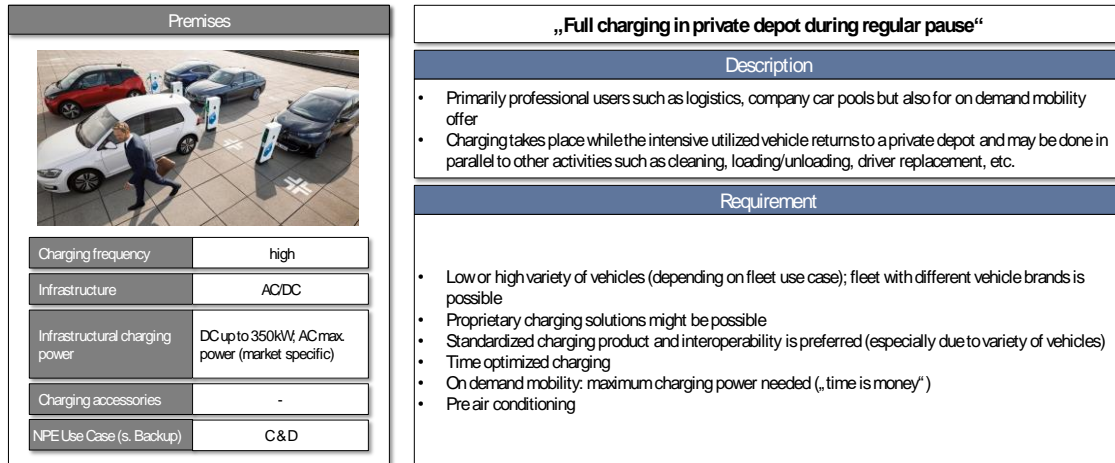 Premises
Charging frequency
high
Infrastructure
AC/DC
Infrastructural charging
power
DC up to 350kW; AC max.
power (market specific)
Charging accessories
-
NPE Use Case (s. Backup)
C & D
„Full charging in private depot during regular pause“
Description
• Primarily professional users such as logistics, company car pools but also for on demand mobility
offer
• Charging takes place while the intensive utilized vehicle returns to a private depot and may be done in
parallel to other activities such as cleaning, loading/unloading, driver replacement, etc.
Requirement
• Low or high variety of vehicles (depending on fleet use case); fleet with different vehicle brands is
possible
• Proprietary charging solutions might be possible
• Standardized charging product and interoperability is preferred (especially due to variety of vehicles)
• Time optimized charging
• On demand mobility: maximum charging power needed („time is money“)
• Pre air conditioning